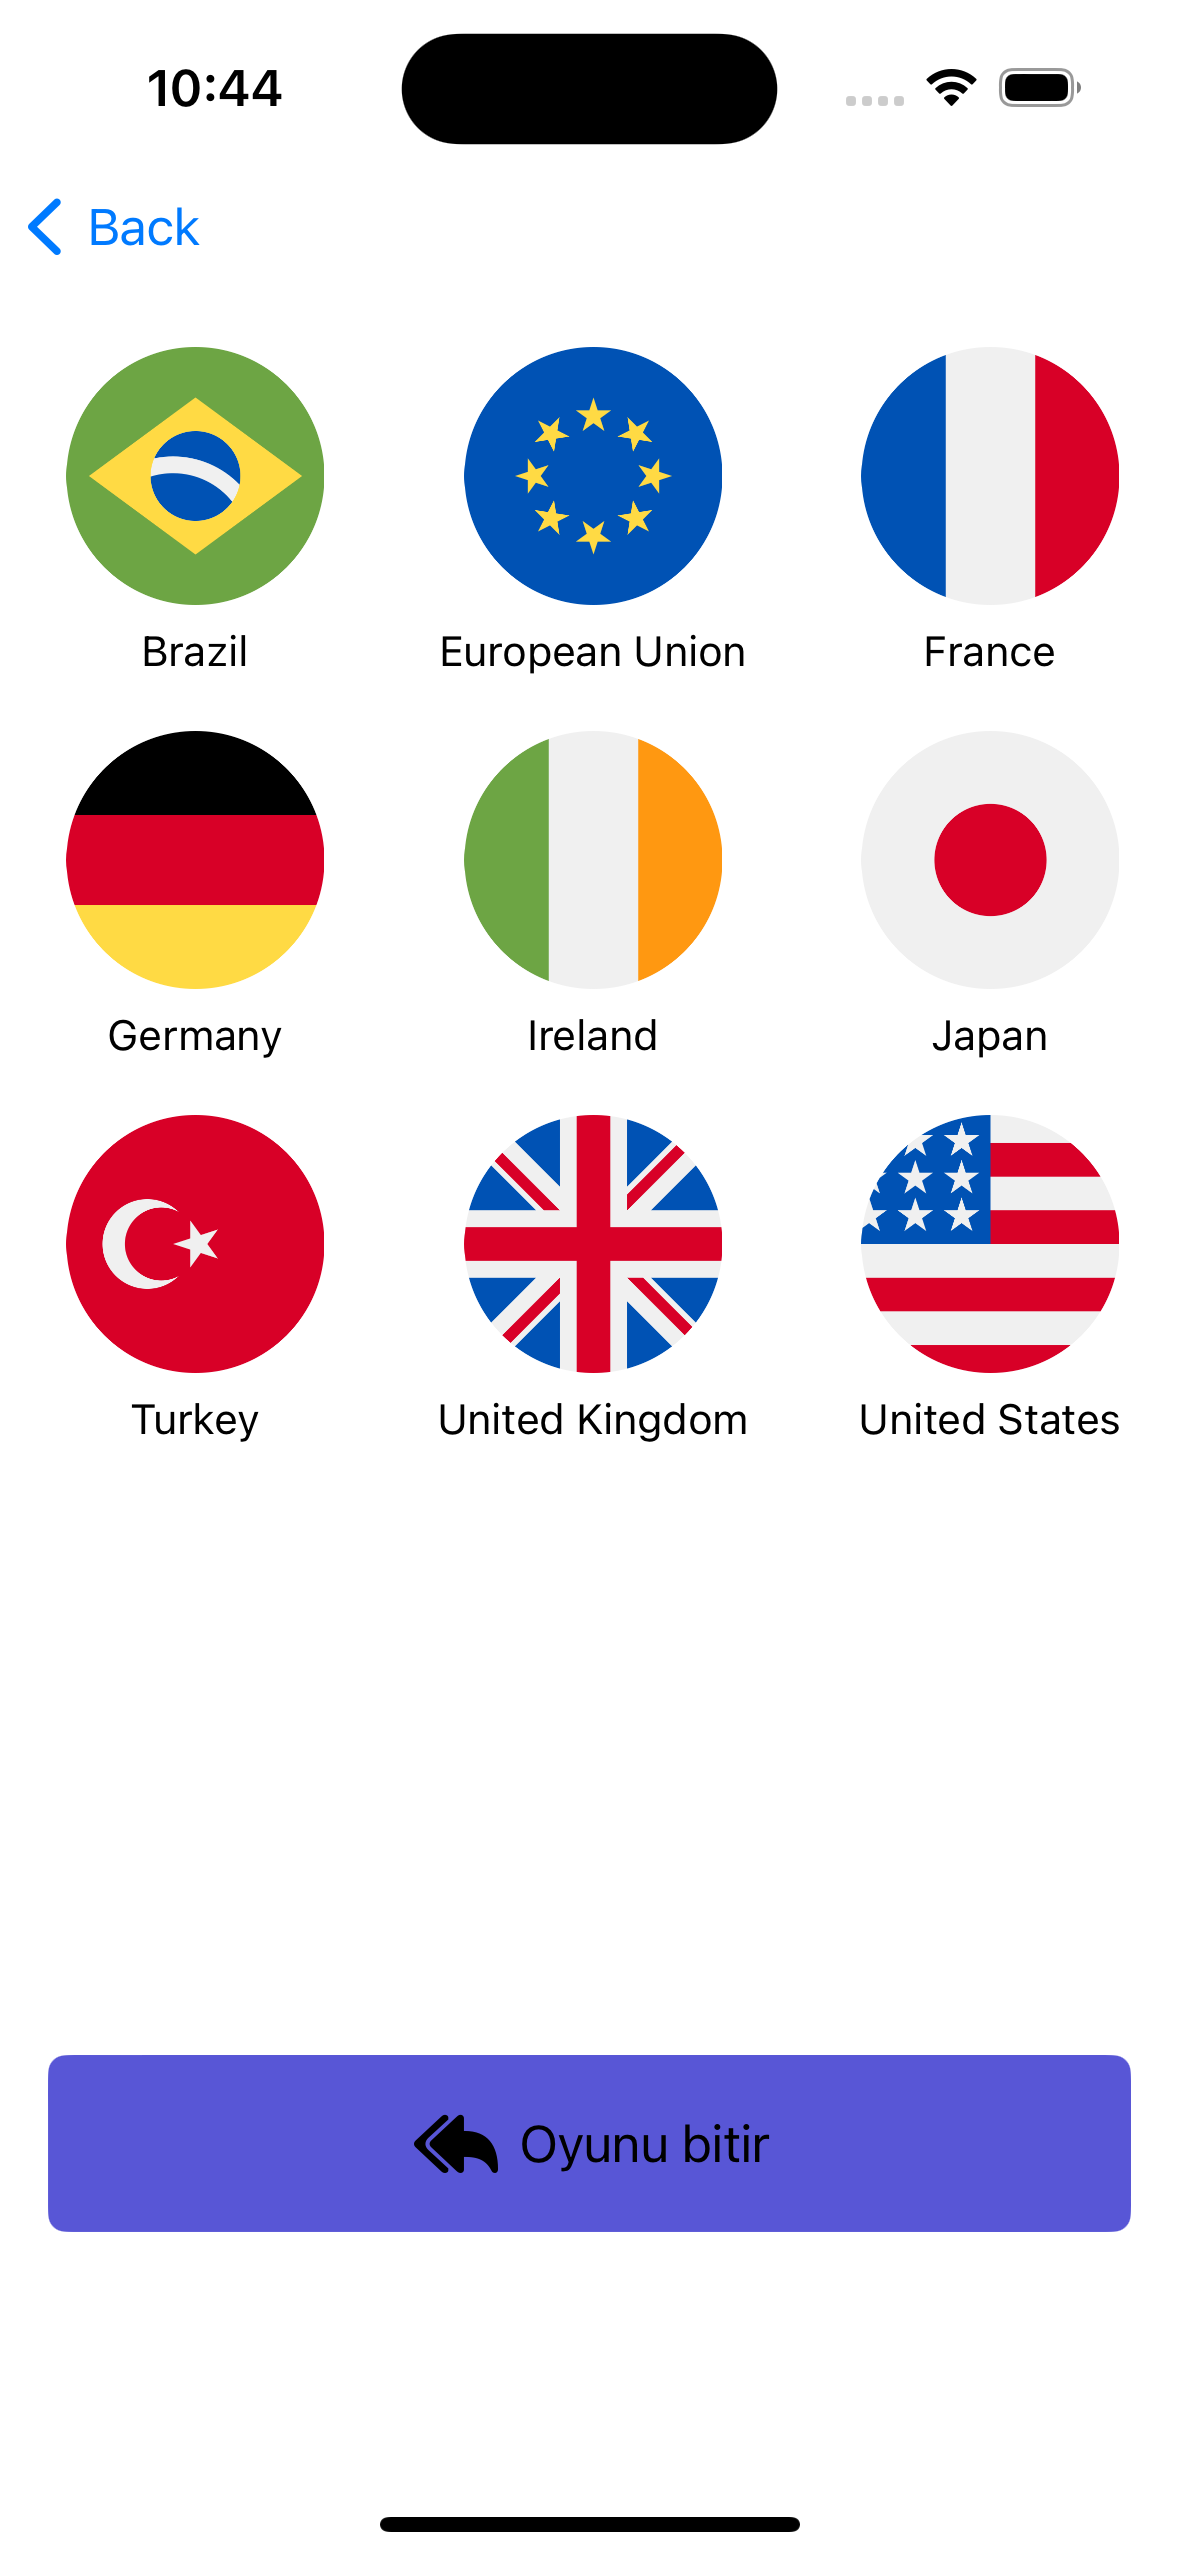 10:44
Back
Brazil
European Union
France
Germany
Ireland
Japan
Turkey
United Kingdom
United States
Oyunu bitir